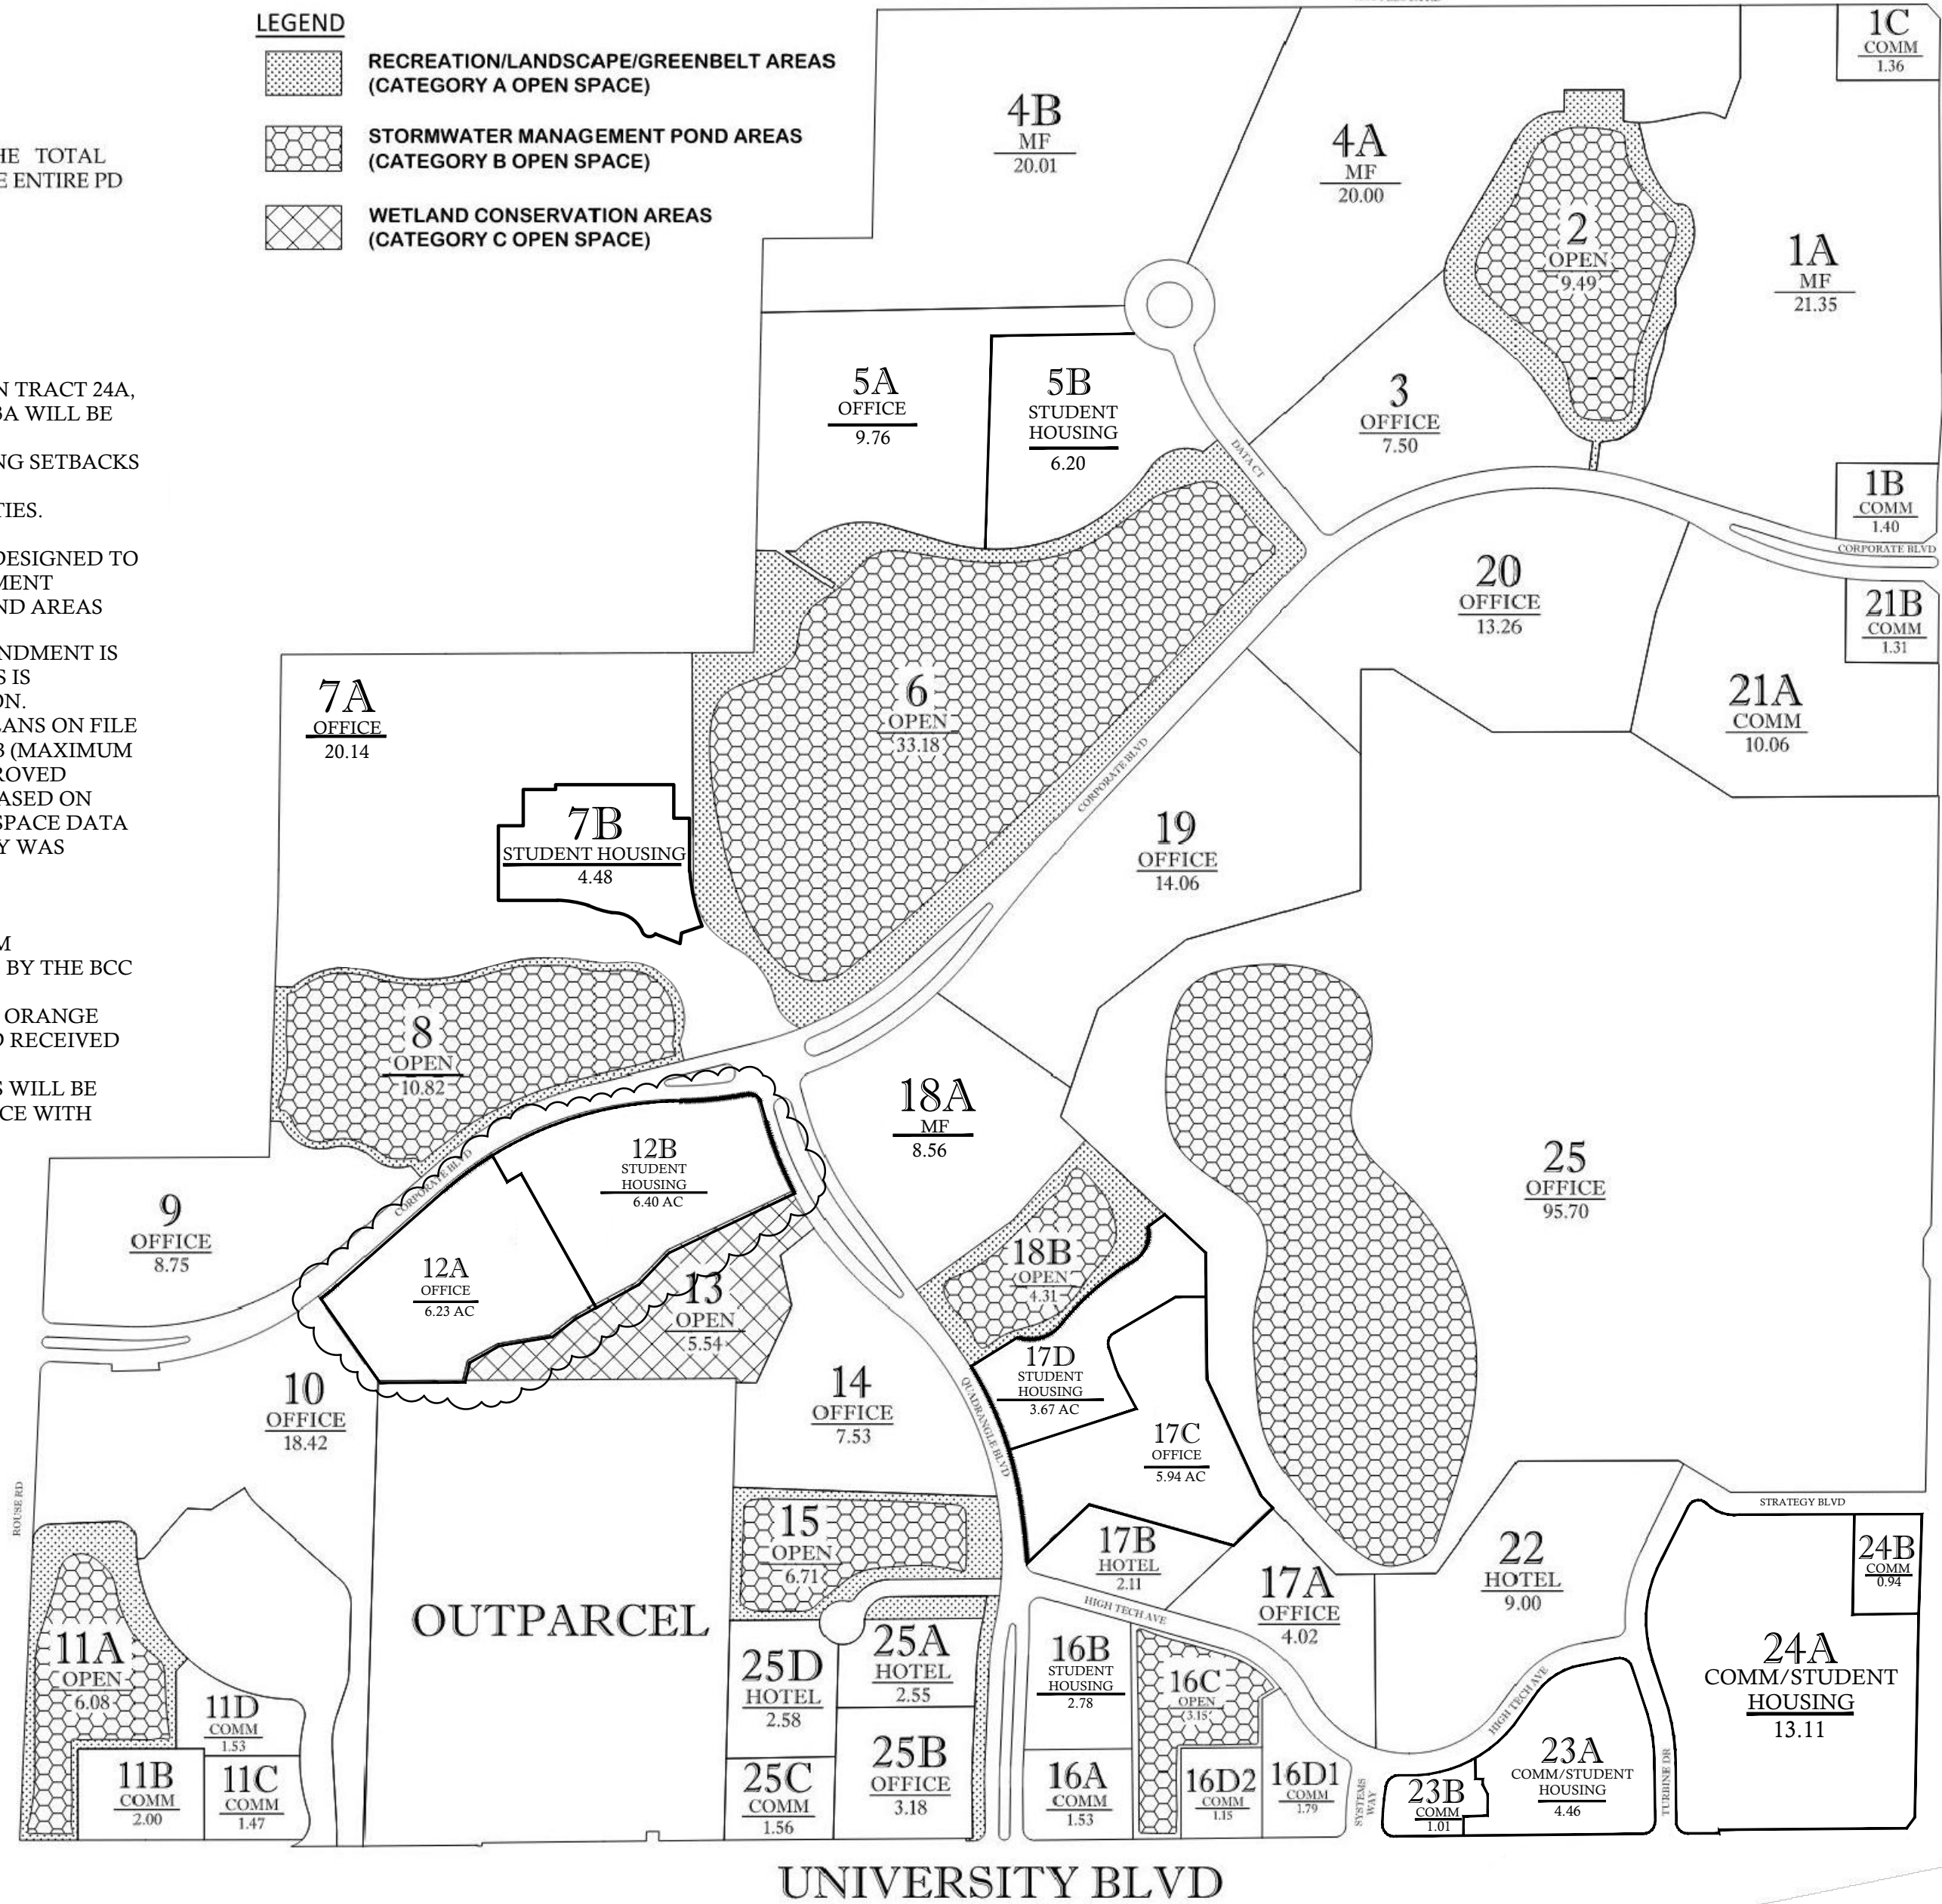 LEGEND
RECREATION/LANDSCAPE/GREENBELT AREAS
(CATEGORY A OPEN SPACE)
STORMWATER MANAGEMENT POND AREAS
(CATEGORY B OPEN SPACE)
WETLAND CONSERVATION AREAS
(CATEGORY C OPEN SPACE)
HE TOTAL
E ENTIRE PD
N TRACT 24A,
3A WILL BE
NG SETBACKS
TIES.
DESIGNED TO
MENT
ND AREAS
NDMENT IS
S IS
ON.
LANS ON FILE
B (MAXIMUM
ROVED
ASED ON
SPACE DATA
Y WAS
M
BY THE BCC
ORANGE
D RECEIVED
S WILL BE
CE WITH
1C
COMM
1.36
4B
MF
20.01
4A
MF
20.00
2
OPEN
9.49
1A
MF
21.35
5A
OFFICE
9.76
5B
STUDENT
HOUSING
6.20
3
OFFICE
7.50
DATA CT
1B
COMM
1.40
CORPORATE BLVD
20
OFFICE
13.26
21B
COMM
1.31
21A
COMM
10.06
7A
OFFICE
20.14
6
OPEN
33.18
CORPORATE BLVD
7B
STUDENT HOUSING
4.48
19
OFFICE
14.06
8
OPEN
10.82
18A
MF
8.56
25
OFFICE
95.70
12B
STUDENT
HOUSING
6.40 AC
CORPORATE BLVD
9
OFFICE
8.75
12A
OFFICE
6.23 AC
13
OPEN
5.54
18B
OPEN
4.31
17D
STUDENT
HOUSING
3.67 AC
10
OFFICE
18.42
14
OFFICE
7.53
QUADRANGLE BLVD
17C
OFFICE
5.94 AC
ROUSE RD
STRATEGY BLVD
15
OPEN
6.71
17B
HOTEL
2.11
22
HOTEL
9.00
24B
COMM
0.94
17A
OFFICE
4.02
HIGH TECH AVE
OUTPARCEL
11A
OPEN
6.08
25D
HOTEL
2.58
25A
HOTEL
2.55
16B
STUDENT
HOUSING
2.78
16C
OPEN
3.15
24A
COMM/STUDENT
HOUSING
13.11
11D
COMM
1.53
HIGH TECH AVE
11B
COMM
2.00
11C
COMM
1.47
25C
COMM
1.56
25B
OFFICE
3.18
16A
COMM
1.53
16D2
COMM
1.15
16D1
COMM
1.79
SYSTEMS
WAY
23B
COMM
1.01
23A
COMM/STUDENT
HOUSING
4.46
TURBINE DR
UNIVERSITY BLVD